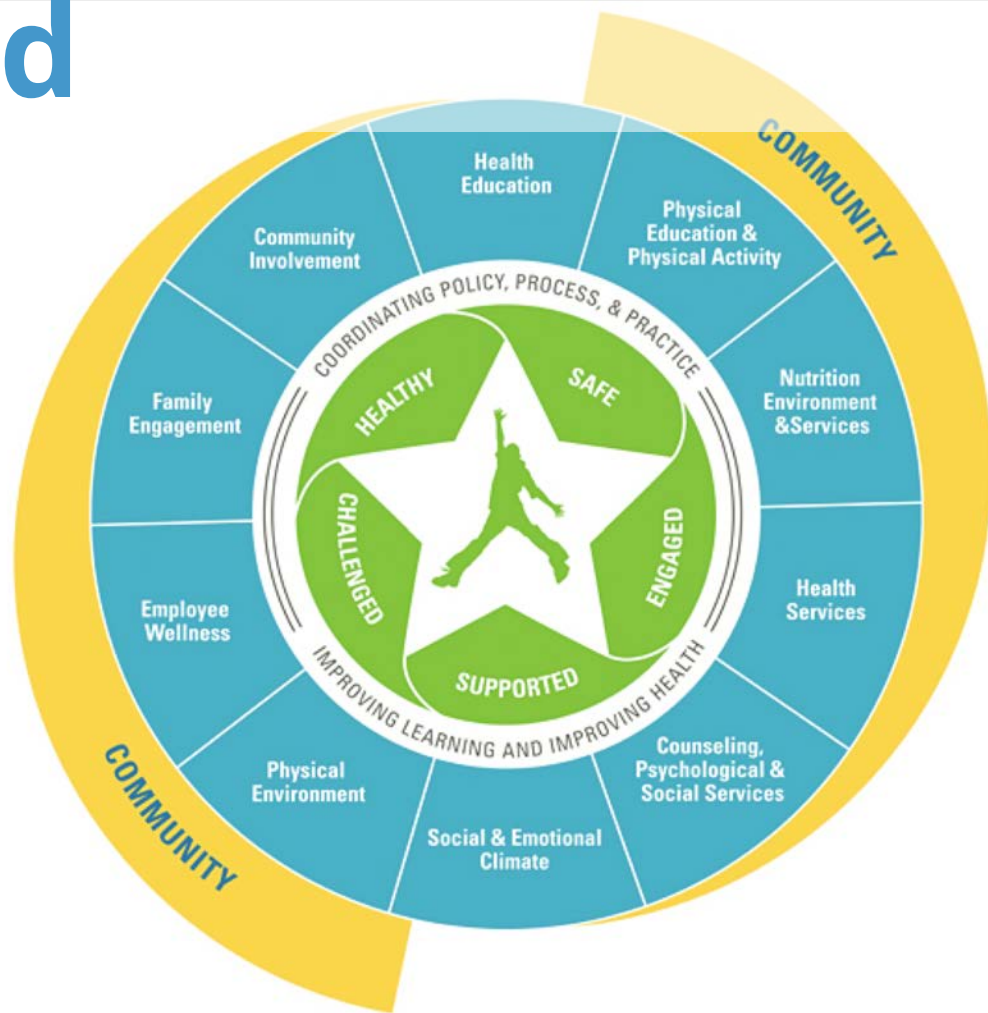 d
COMMUNITY
Health
Education
Physical
Education &
Physical Activity
Community
Involvement
COORDINATING POLICY, PROCESS, & PRACTICE
Nutrition
Environment
&Services
Family
Engagement
HEALTHY
SAFE
CHALLENGED
ENGAGED
SUPPORTED
Health
Services
Employee
Wellness
IMPROVING LEARNING AND IMPROVING HEALTH
Counseling,
Psychological &
Social Services
Physical
Environment
Social & Emotional
Climate
COMMUNITY